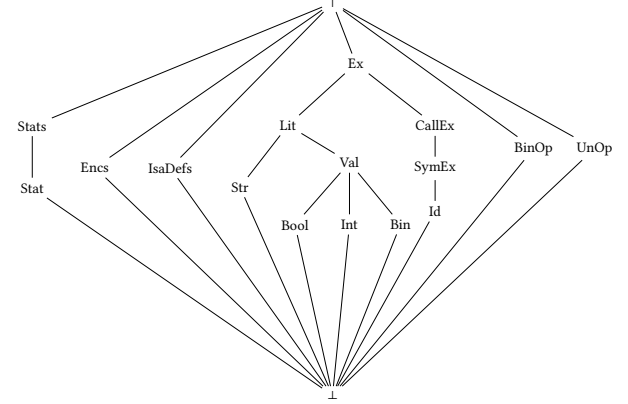 ⊤
Ex
Stats
Lit
CallEx
Encs
IsaDefs
Val
SymEx
BinOp
UnOp
Stat
Str
Id
Bool
Int
Bin
⊥